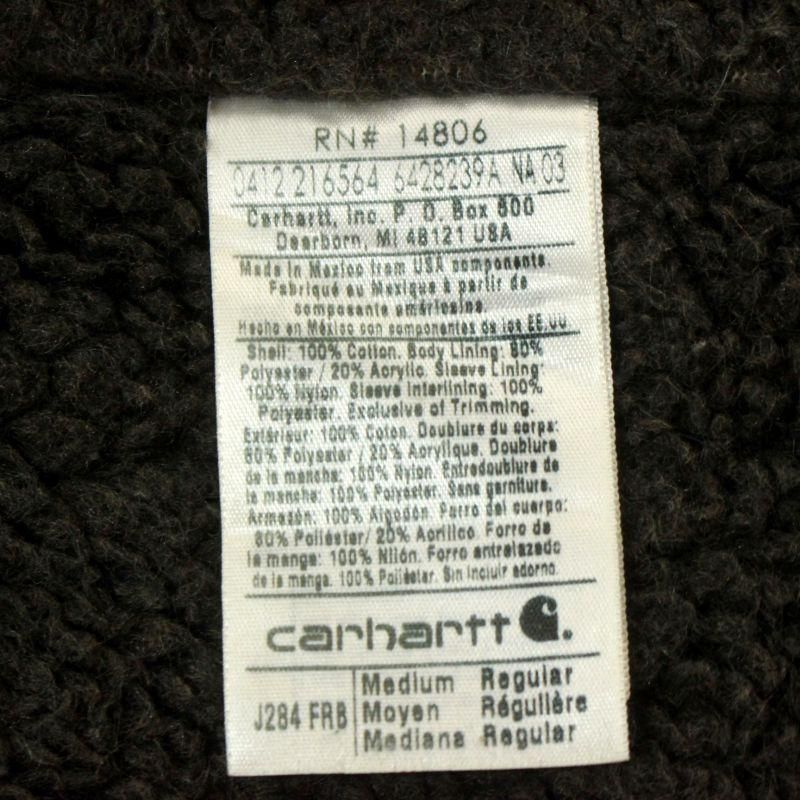 RN# 14806
0412 216564 6428239A NA 03
Carhartt, Inc. P. O. Box 600
Dearborn, MI 48121 USA
Made in Mexico from USA components.
Fabriqué au Mexique à partir de
composants américains
Hecho en México con componentes de los EE.UU
Shell: 100% Cotton. Body Lining: 80%
Polyester / 20% Acrylic. Sleeve Lining:
100% Nylon. Sleeve Interlining: 100%
Polyester. Exclusive of Trimming.
Extérieur: 100% Coton. Doublure du corps:
80% Polyester / 20% Acrylique. Doublure
de la manche: 100% Nylon. Entredoublure de
la manche: 100% Polyester. Sans garniture.
Armazón: 100% Algodón. Forro del cuerpo:
80% Poliéster/ 20% Acrílico. Forro de
la manga: 100% Nilón. Forro entrelazado
de la manga: 100% Poliéster. Sin incluir adorno.
carhartt
J284 FRB
Medium Regular
Moyen Régulière
Mediana Regular